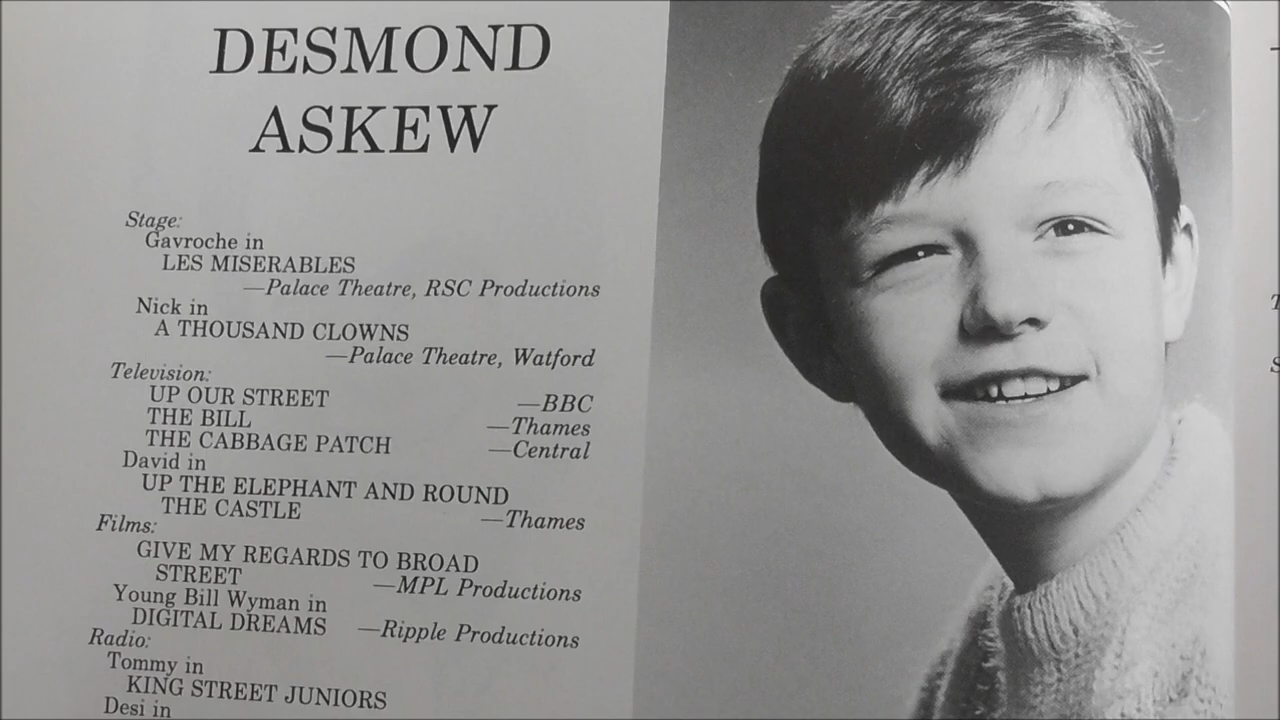 DESMOND
ASKEW
Stage:
Gavroche in
LES MISERABLES
—Palace Theatre, RSC Productions
Nick in
A THOUSAND CLOWNS
—Palace Theatre, Watford
Television:
UP OUR STREET —BBC
THE BILL —Thames
THE CABBAGE PATCH —Central
David in
UP THE ELEPHANT AND ROUND
THE CASTLE —Thames
Films:
GIVE MY REGARDS TO BROAD
STREET —MPL Productions
Young Bill Wyman in
DIGITAL DREAMS —Ripple Productions
Radio:
Tommy in
KING STREET JUNIORS
Desi in